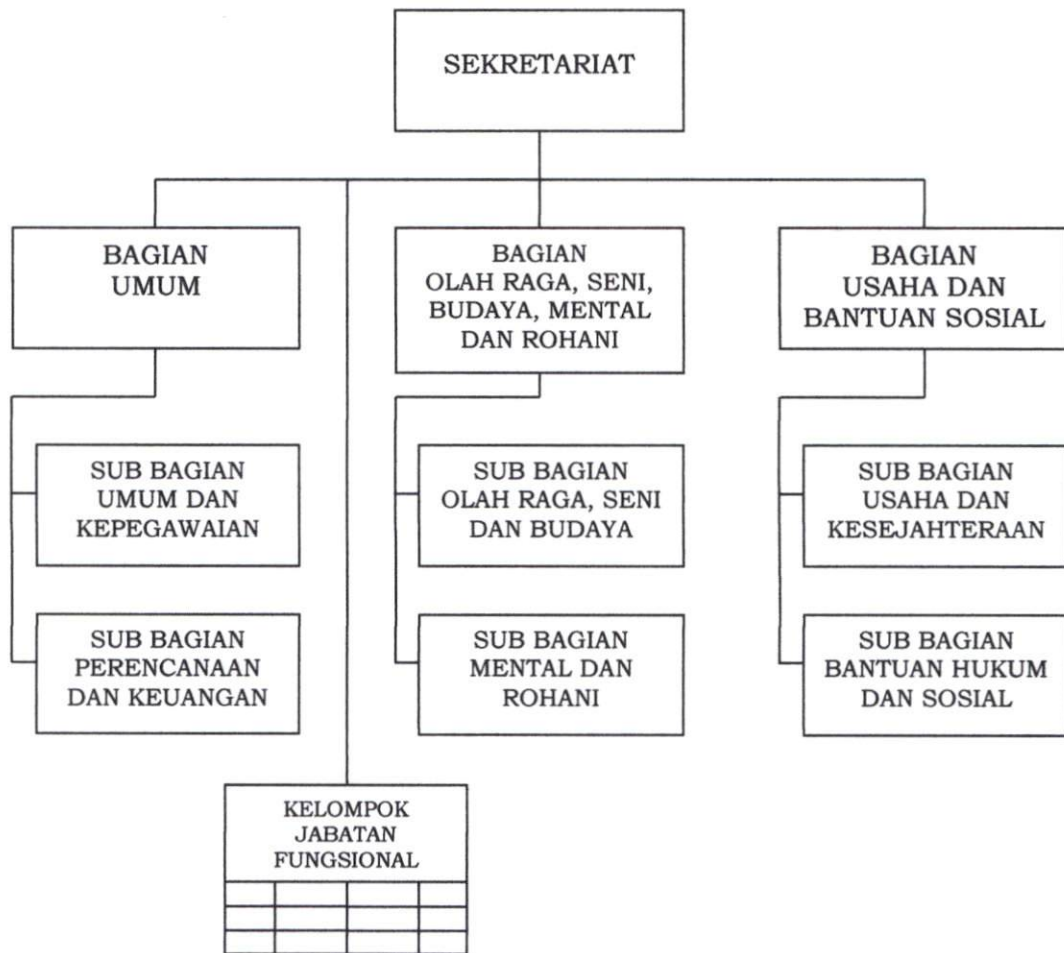 SEKRETARIAT
BAGIAN
UMUM
BAGIAN
OLAH RAGA, SENI,
BUDAYA, MENTAL
DAN ROHANI
BAGIAN
USAHA DAN
BANTUAN SOSIAL
SUB BAGIAN
UMUM DAN
KEPEGAWAIAN
SUB BAGIAN
OLAH RAGA, SENI
DAN BUDAYA
SUB BAGIAN
USAHA DAN
KESEJAHTERAAN
SUB BAGIAN
PERENCANAAN
DAN KEUANGAN
SUB BAGIAN
MENTAL DAN
ROHANI
SUB BAGIAN
BANTUAN HUKUM
DAN SOSIAL
KELOMPOK
JABATAN
FUNGSIONAL